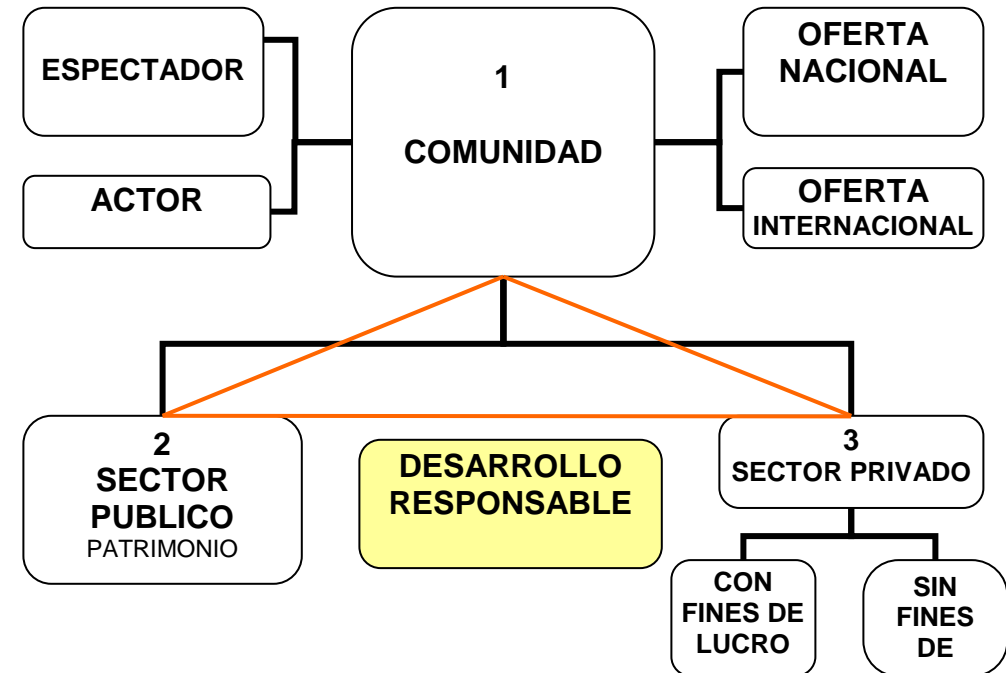 ESPECTADOR
ACTOR
1
COMUNIDAD
OFERTA
NACIONAL
OFERTA
INTERNACIONAL
2
SECTOR
PUBLICO
PATRIMONIO
DESARROLLO
RESPONSABLE
3
SECTOR PRIVADO
CON
FINES DE
LUCRO
SIN
FINES
DE